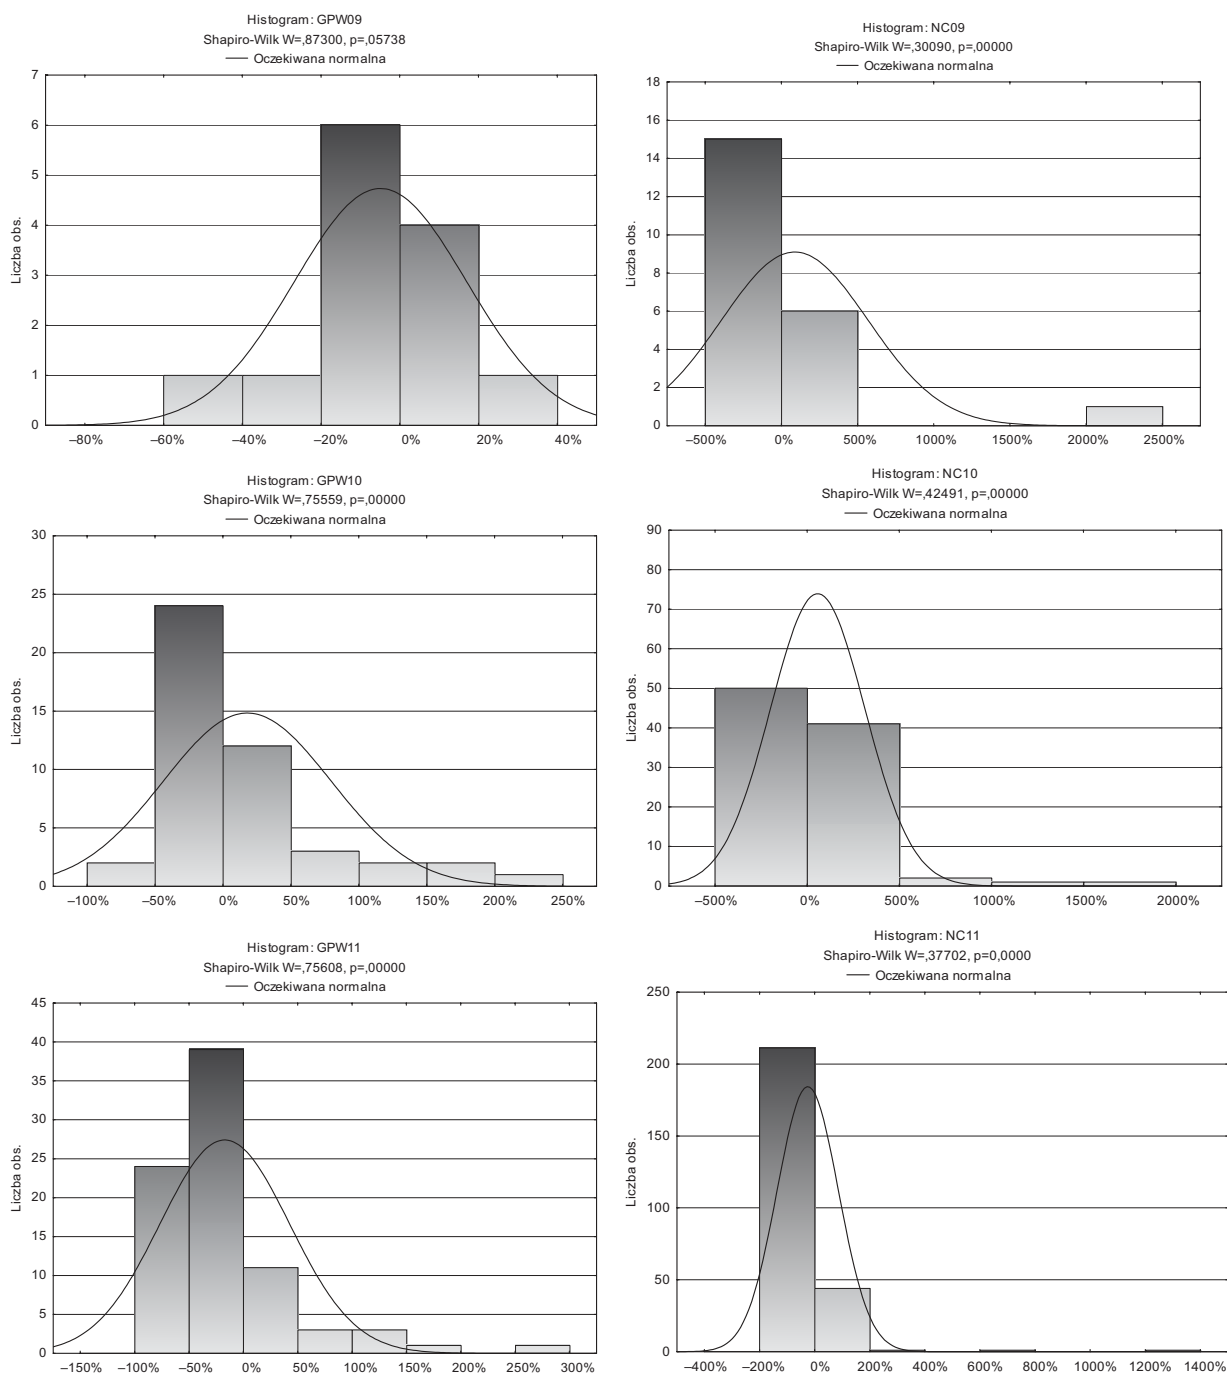 Histogram: GPW09
Shapiro-Wilk W=,87300, p=,05738
Oczekiwana normalna
7
6
5
4
3
2
1
0
Liczba obs.
–80% –60% –40% –20% 0% 20% 40%
Histogram: NC09
Shapiro-Wilk W=,30090, p=,00000
Oczekiwana normalna
18
16
14
12
10
8
6
4
2
0
Liczba obs.
–500% 0% 500% 1000% 1500% 2000% 2500%
Histogram: GPW10
Shapiro-Wilk W=,75559, p=,00000
Oczekiwana normalna
30
25
20
15
10
5
0
Liczba obs.
–100% –50% 0% 50% 100% 150% 200% 250%
Histogram: NC10
Shapiro-Wilk W=,42491, p=,00000
Oczekiwana normalna
90
80
70
60
50
40
30
20
10
0
Liczba obs.
–500% 0% 500% 1000% 1500% 2000%
Histogram: GPW11
Shapiro-Wilk W=,75608, p=,00000
Oczekiwana normalna
45
40
35
30
25
20
15
10
5
0
Liczba obs.
–150% –100% –50% 0% 50% 100% 150% 200% 250% 300%
Histogram: NC11
Shapiro-Wilk W=,37702, p=0,0000
Oczekiwana normalna
250
200
150
100
50
0
Liczba obs.
–400% –200% 0% 200% 400% 600% 800% 1000% 1200% 1400%